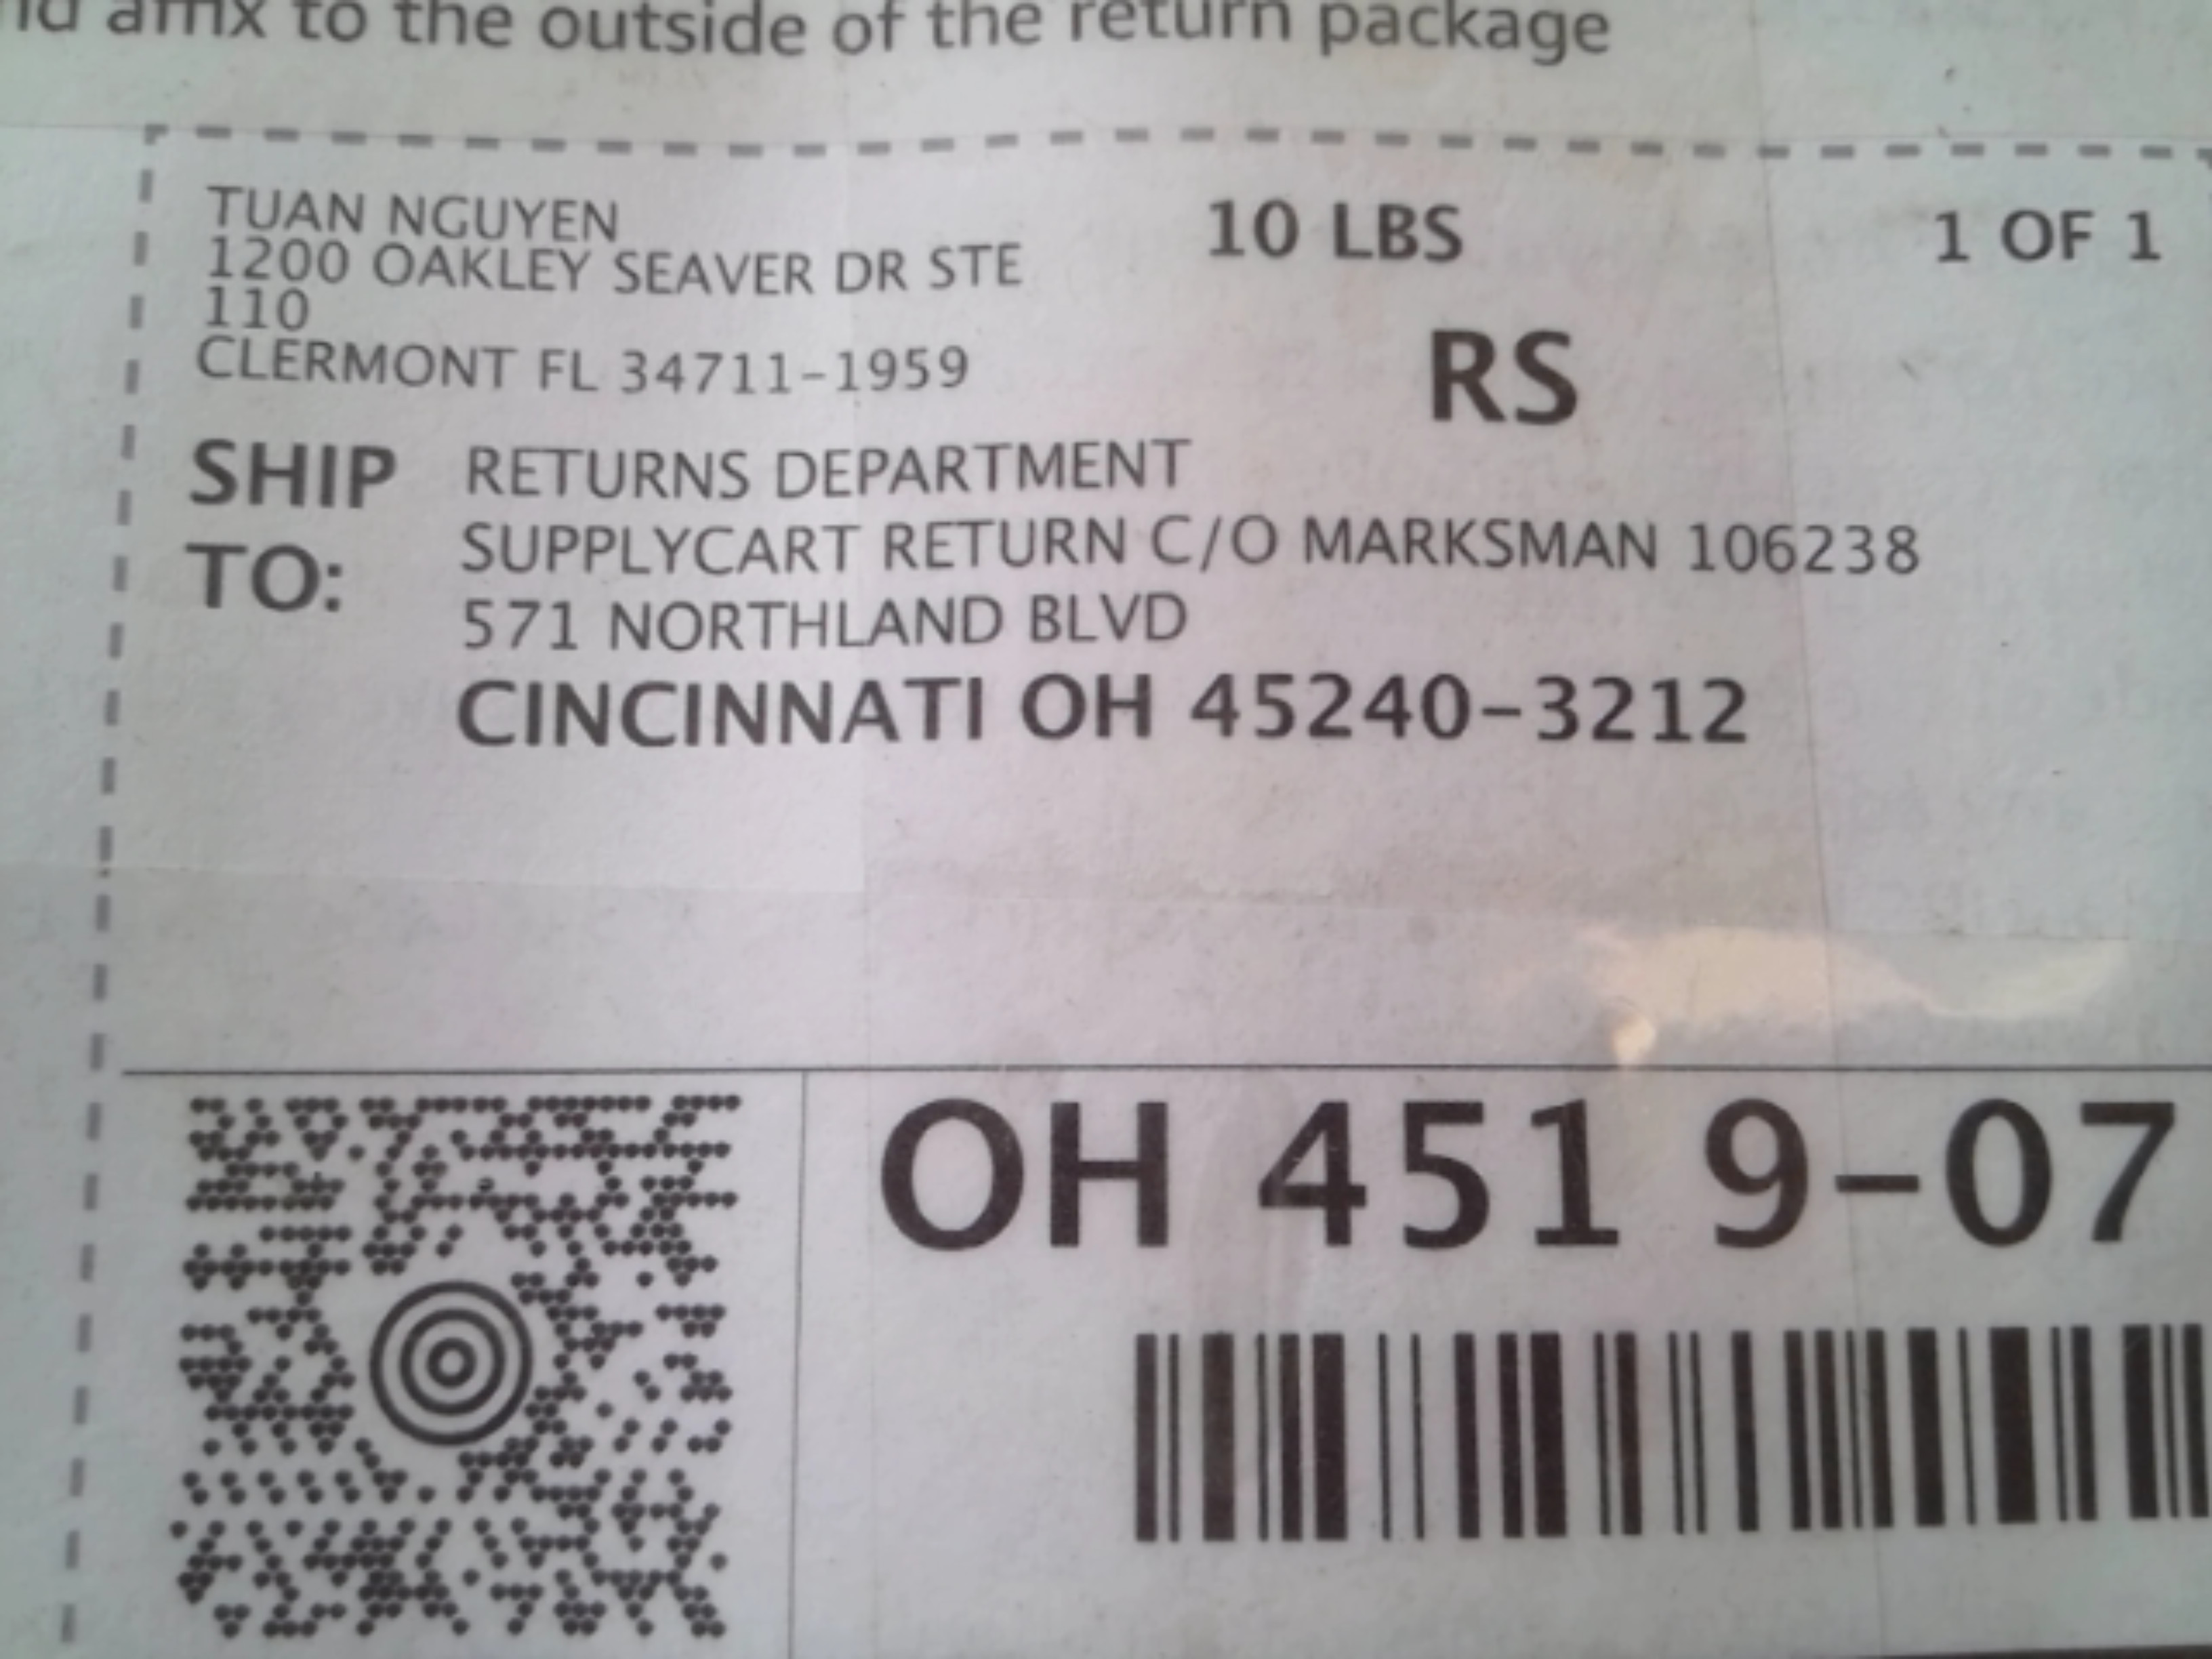 affix to the outside of the return package
TUAN NGUYEN
10 LBS
1 OF 1
1200 OAKLEY SEAVER DR STE
110
CLERMONT FL 34711-1959
RS
SHIP TO:
RETURNS DEPARTMENT
SUPPLYCART RETURN C/O MARKSMAN 106238
571 NORTHLAND BLVD
CINCINNATI OH 45240-3212
OH 451 9-07